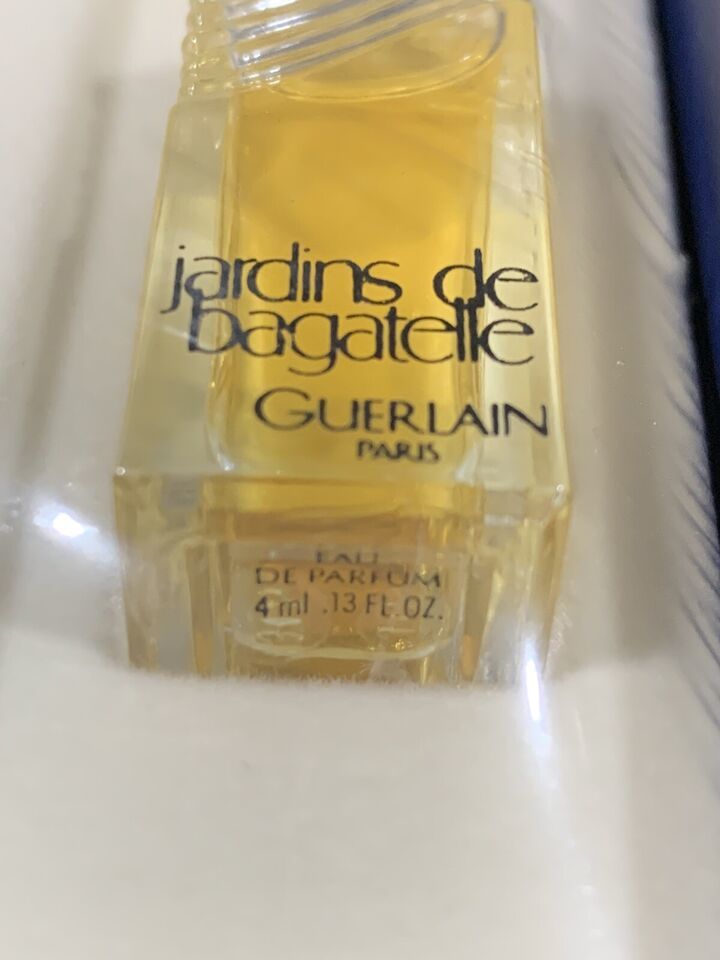 jardins de
bagatelle
GUERLAIN
PARIS
EAU
DE PARFUM
4 ml .13 FL.OZ.